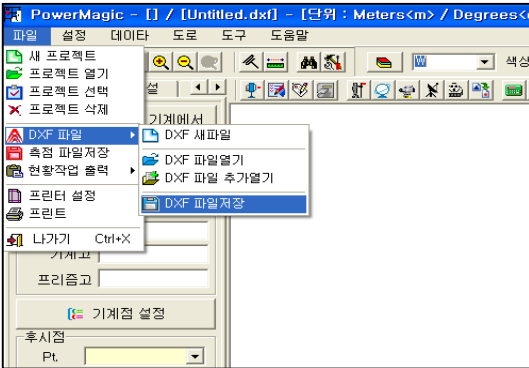 PowerMagic - [] / [Untitled.dxf] - [단위 : Meters<m> / Degrees<
파일 설정 데이타 도로 도구 도움말
새 프로젝트
프로젝트 열기
프로젝트 선택
프로젝트 삭제
DXF 파일
측점 파일저장
현황작업 출력
프린터 설정
프린트
나가기 Ctrl+X
DXF 새파일
DXF 파일열기
DXF 파일 추가열기
DXF 파일저장
색상
설
기계에서
기계고
프리즘고
기계점 설정
후시점
Pt.